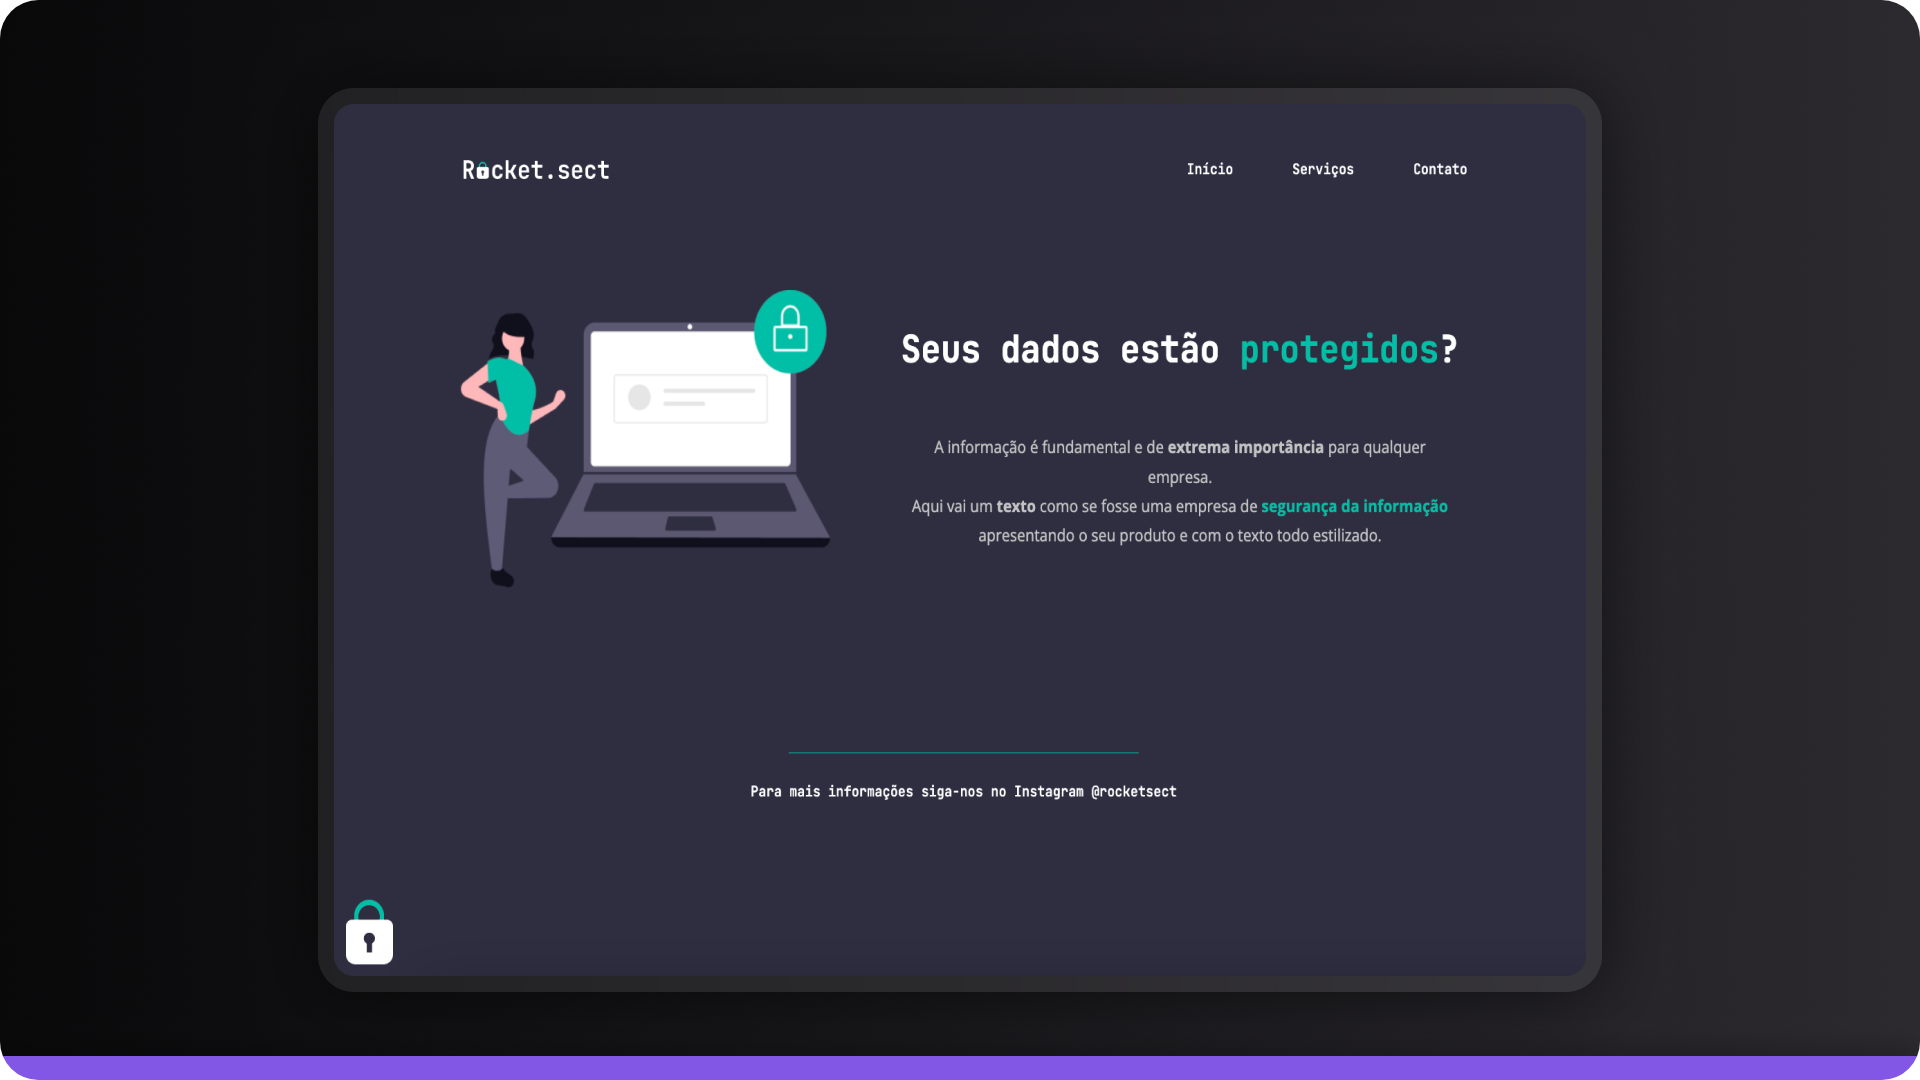 Rocket.sect
Início Serviços Contato
Seus dados estão protegidos?
A informação é fundamental e de extrema importância para qualquer
empresa.
Aqui vai um texto como se fosse uma empresa de segurança da informação
apresentando o seu produto e com o texto todo estilizado.
Para mais informações siga-nos no Instagram @rocketsect